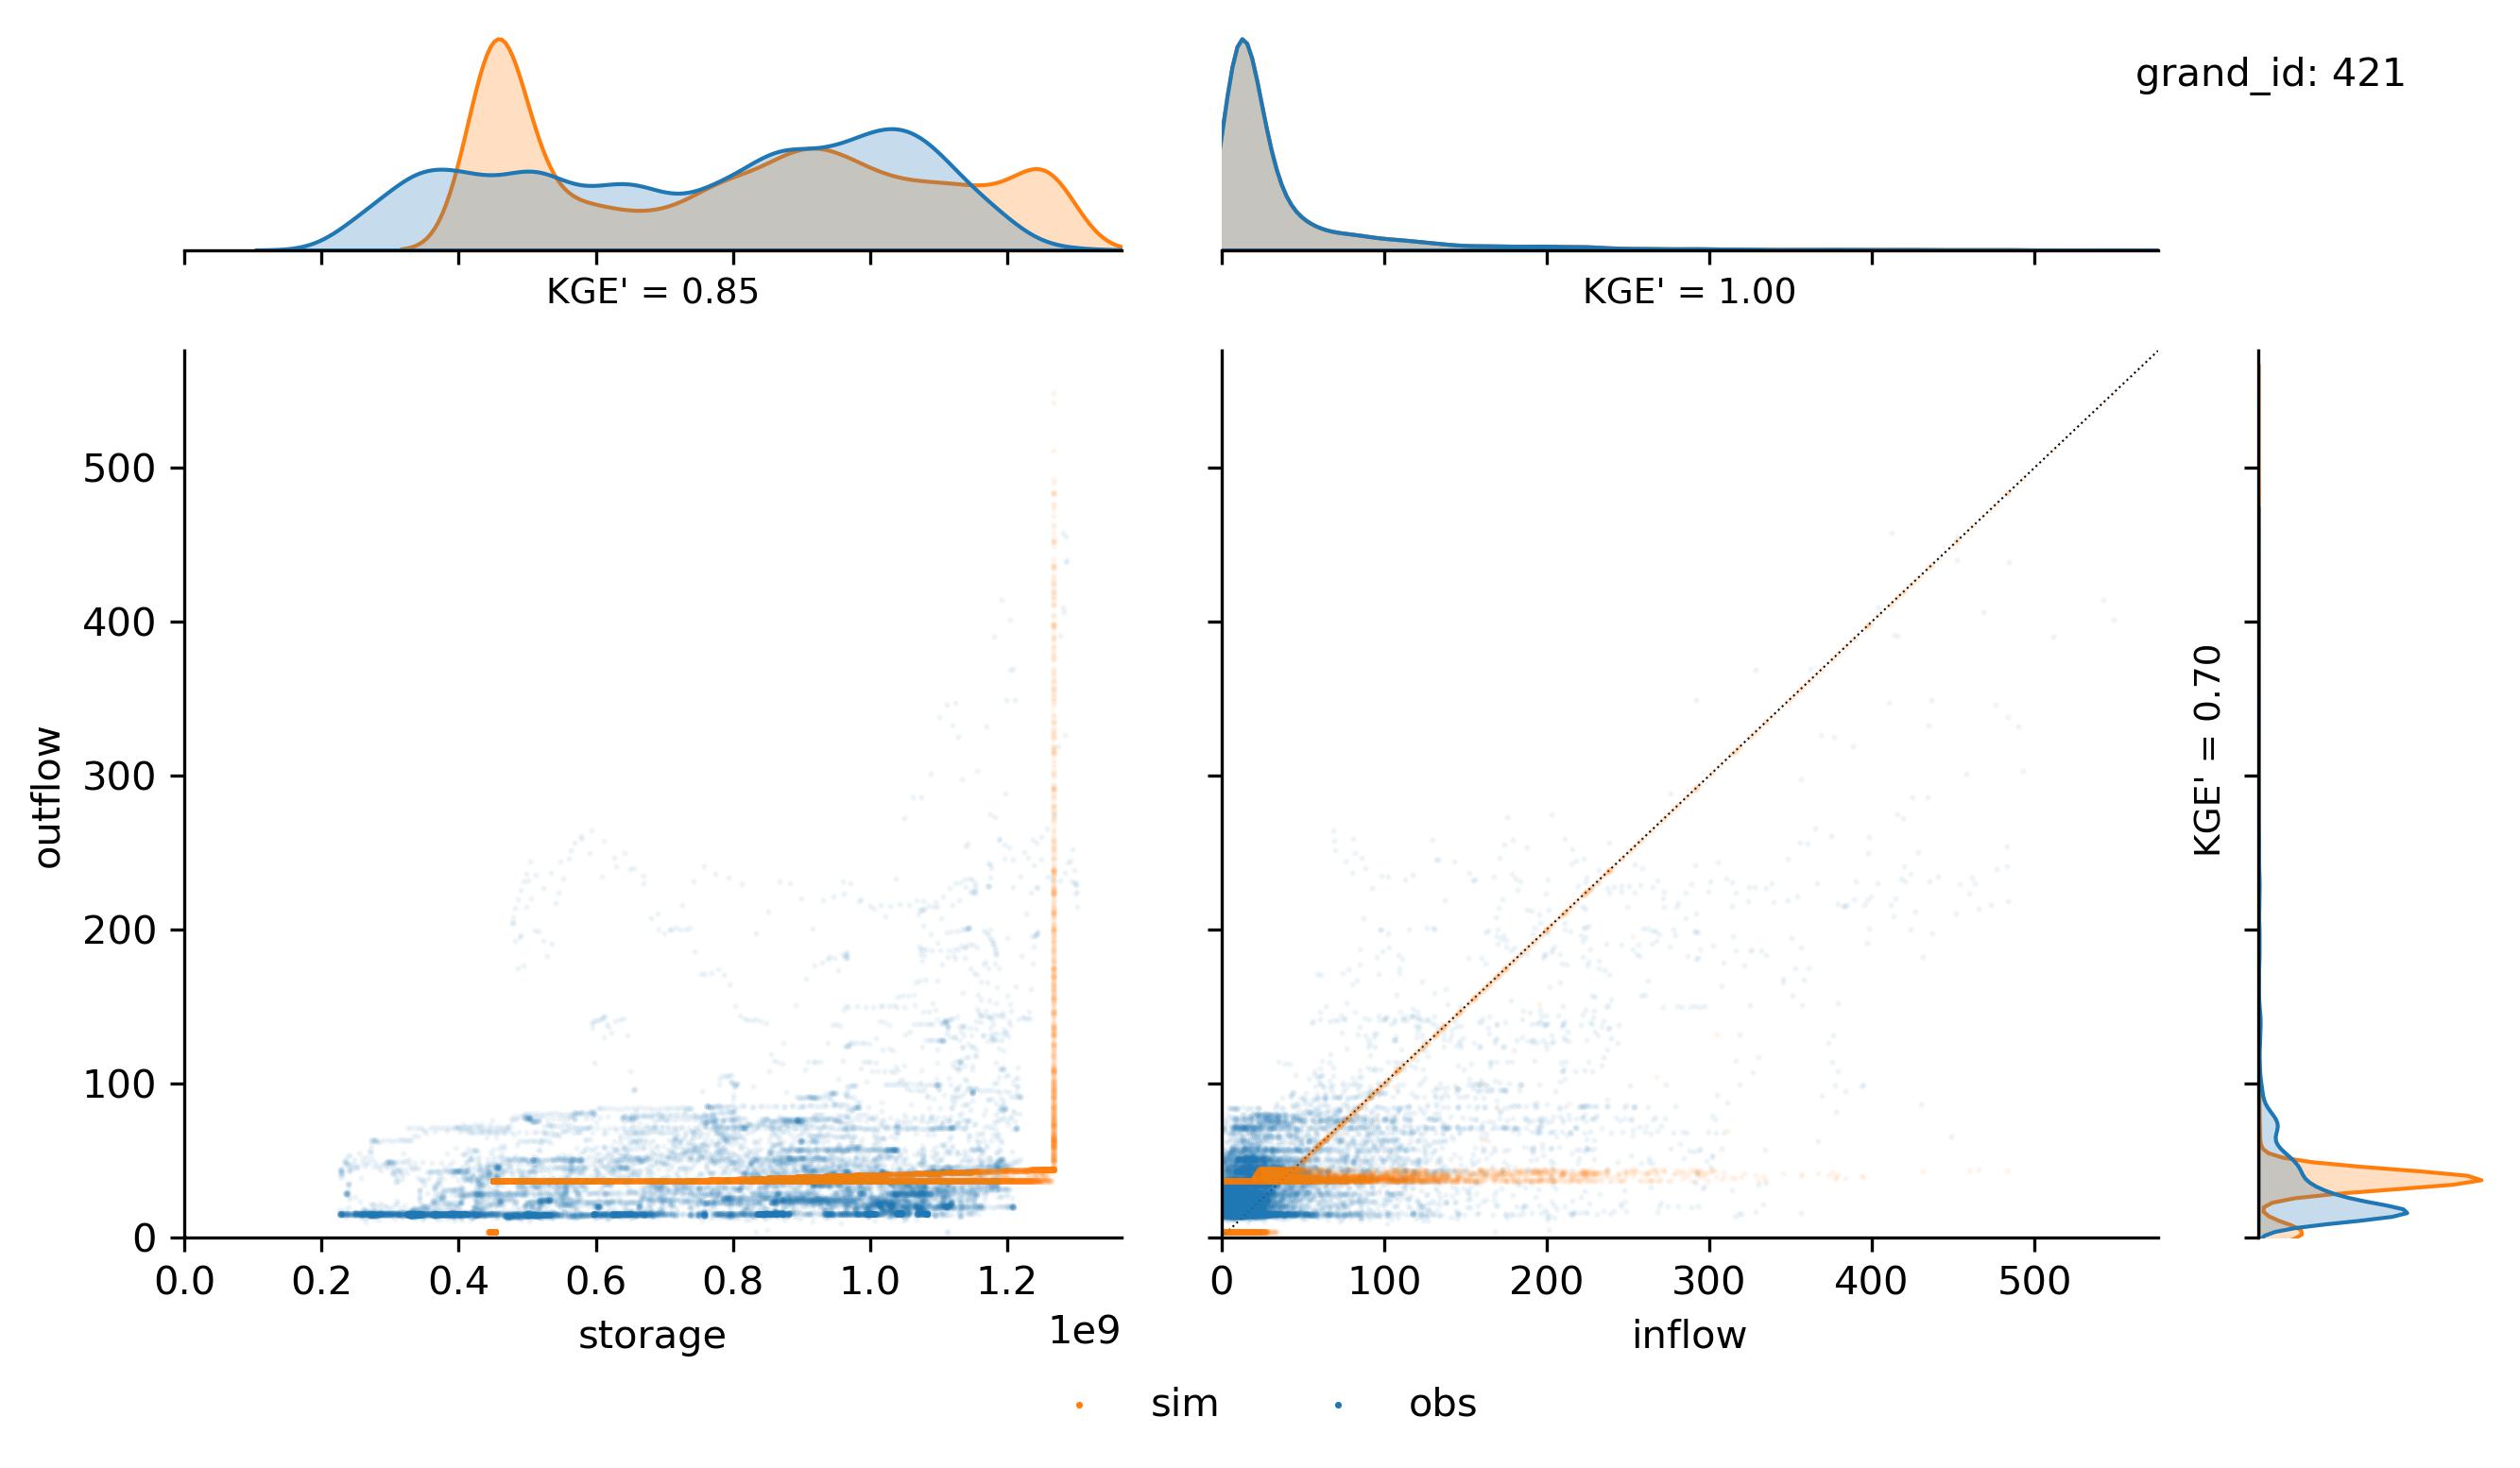 grand_id: 421
KGE' = 0.85
KGE' = 1.00
outflow
500
400
300
200
100
0
KGE' = 0.70
0.0 0.2 0.4 0.6 0.8 1.0 1.2
1e9
storage
0 100 200 300 400 500
inflow
sim obs